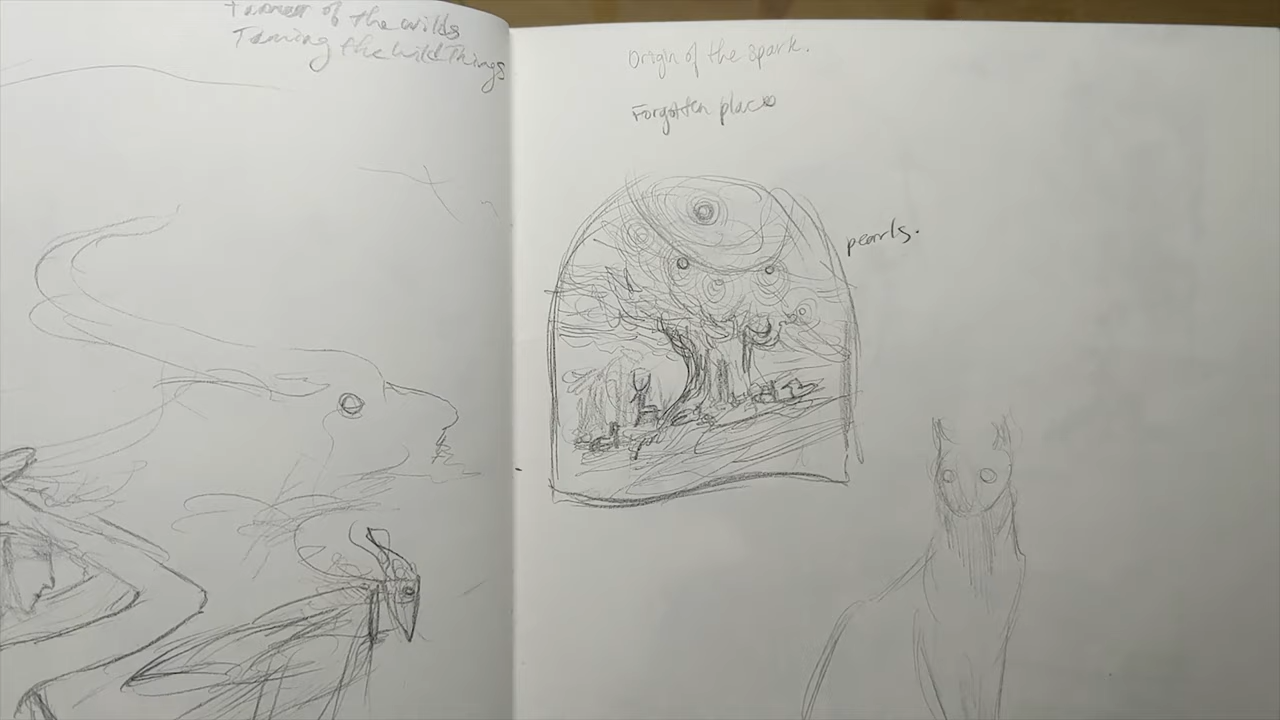 of the wilds
Taming the Wild Things
Origin of the spark.
Forgotten place
pearls.